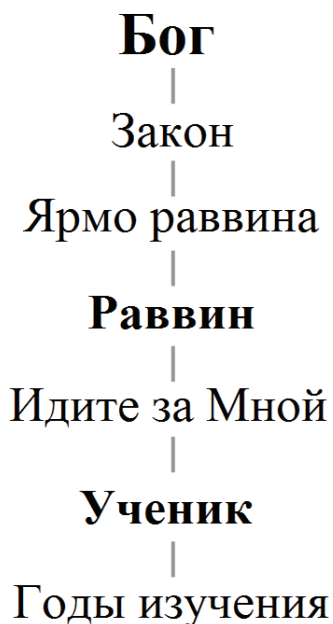 Бог
Закон
Ярмо раввина
Раввин
Идите за Мной
Ученик
Годы изучения